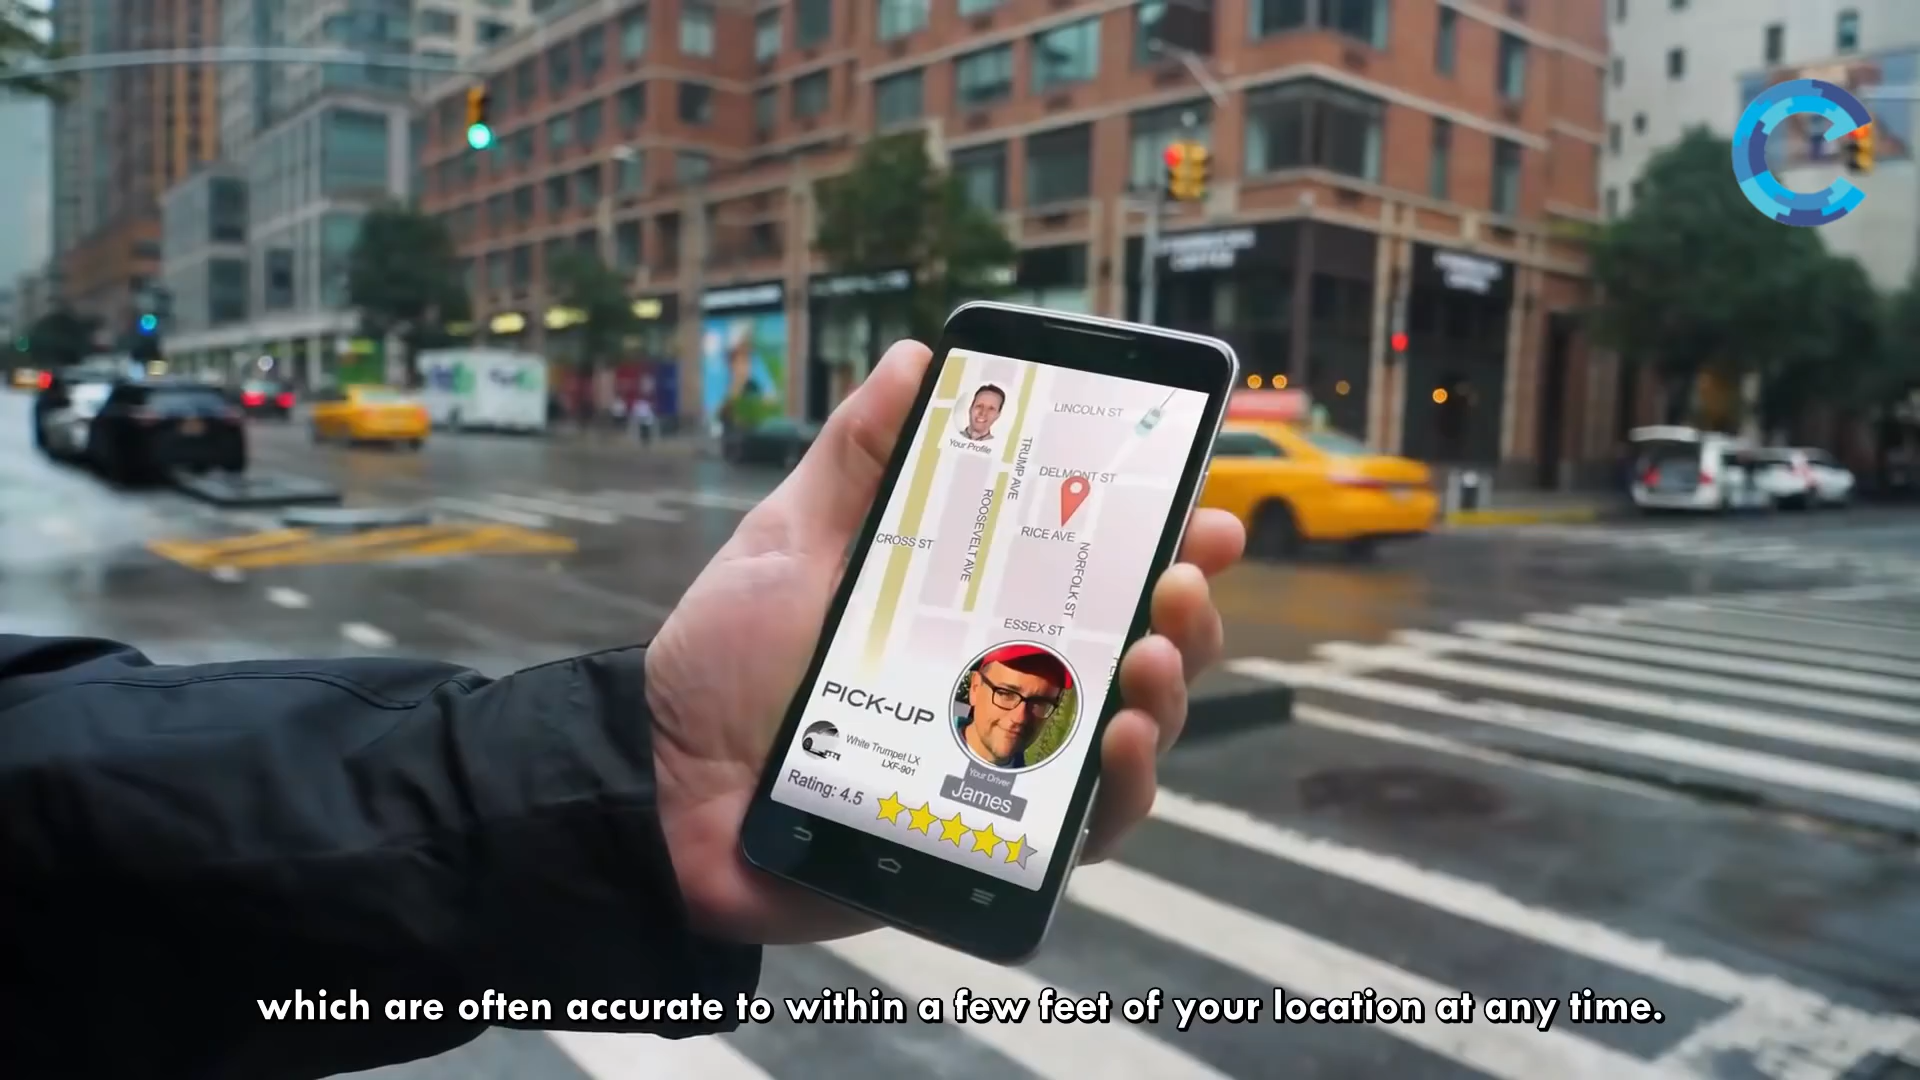 LINCOLN ST
Your Profile
TRUMP AVE
DELMONT ST
ROOSEVELT AVE
RICE AVE
CROSS ST
NORFOLK ST
ESSEX ST
PICK-UP
White Trumpet LX
LXF-901
Your Driver
James
Rating: 4.5
which are often accurate to within a few feet of your location at any time.